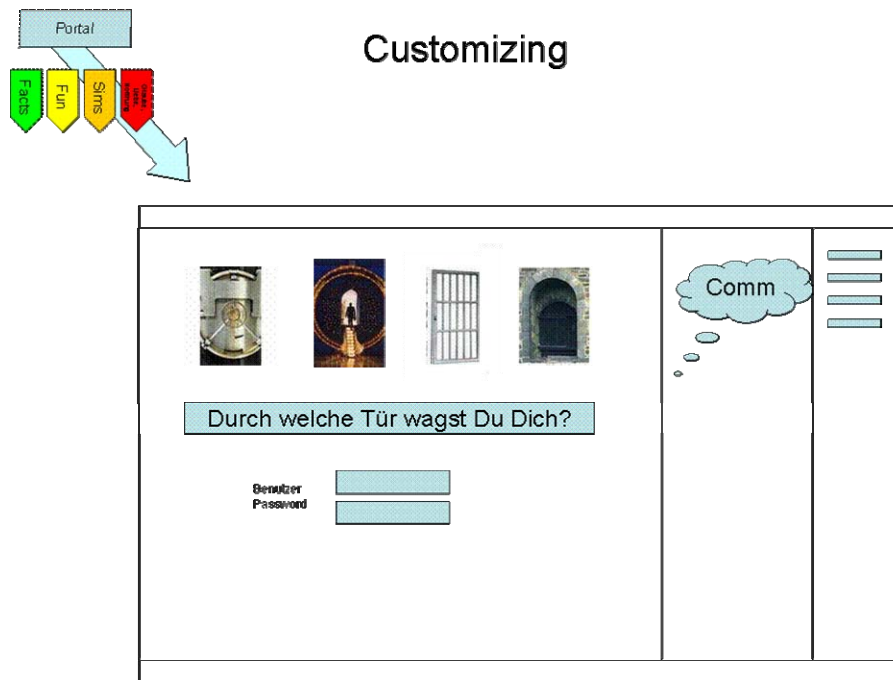 Portal
Customizing
Facts
Fun
Sims
Comm
Durch welche Tür wagst Du Dich?
Benutzer
Password